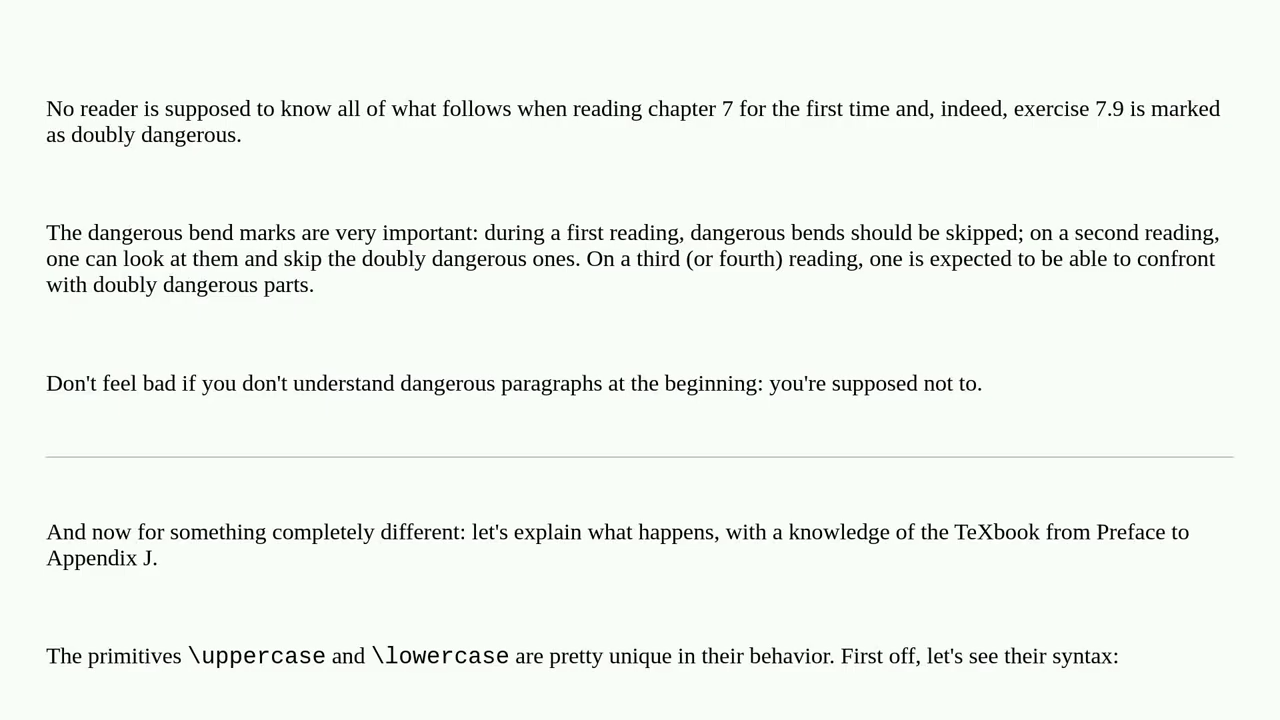 No reader is supposed to know all of what follows when reading chapter 7 for the first time and, indeed, exercise 7.9 is marked
as doubly dangerous.
The dangerous bend marks are very important: during a first reading, dangerous bends should be skipped; on a second reading,
one can look at them and skip the doubly dangerous ones. On a third (or fourth) reading, one is expected to be able to confront
with doubly dangerous parts.
Don't feel bad if you don't understand dangerous paragraphs at the beginning: you're supposed not to.
And now for something completely different: let's explain what happens, with a knowledge of the TeXbook from Preface to
Appendix J.
The primitives \uppercase and \lowercase are pretty unique in their behavior. First off, let's see their syntax: